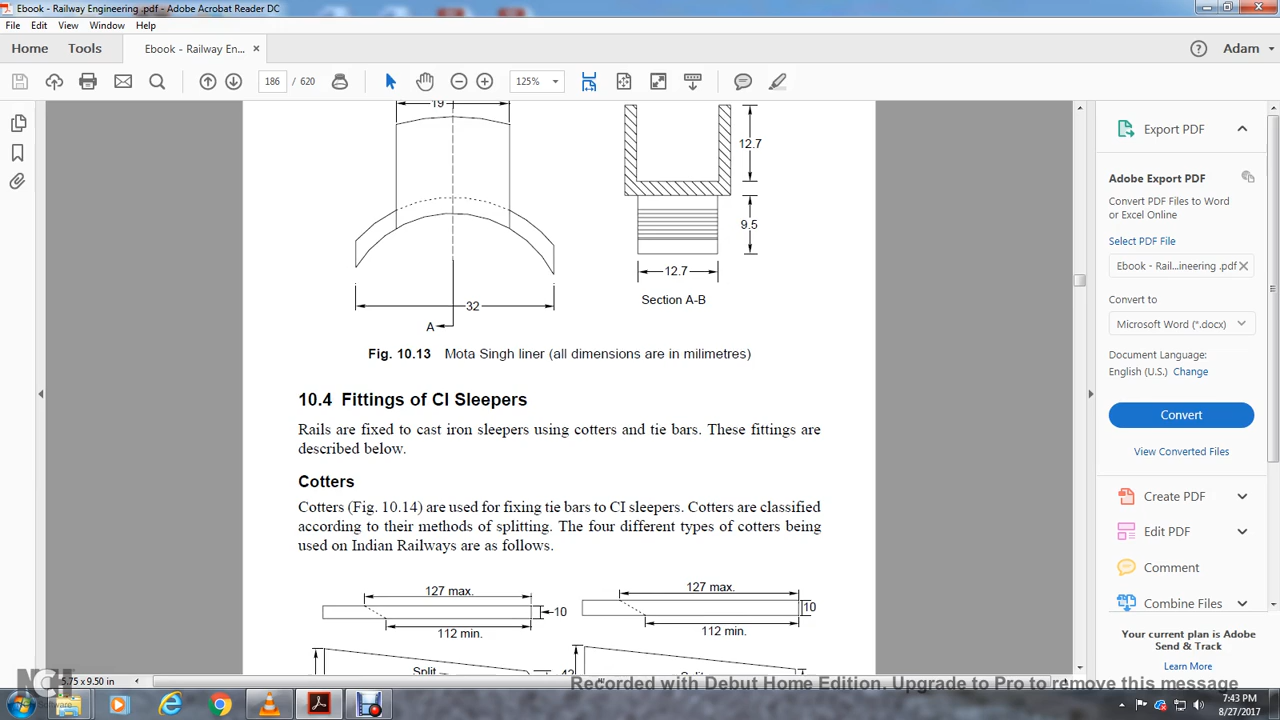 Ebook - Railway Engineering .pdf - Adobe Acrobat Reader DC
File Edit View Window Help
Home Tools Ebook - Railway En... × Adam
186 / 620 125%
19
12.7
9.5
12.7
Section A-B
32
A
Fig. 10.13 Mota Singh liner (all dimensions are in milimetres)
10.4 Fittings of CI Sleepers
Rails are fixed to cast iron sleepers using cotters and tie bars. These fittings are
described below.
Cotters
Cotters (Fig. 10.14) are used for fixing tie bars to CI sleepers. Cotters are classified
according to their methods of splitting. The four different types of cotters being
used on Indian Railways are as follows.
127 max.
10
112 min.
127 max.
10
112 min.
Split
Export PDF
Adobe Export PDF
Convert PDF Files to Word
or Excel Online
Select PDF File
Ebook - Rail...ineering .pdf ×
Convert to
Microsoft Word (*.docx)
Document Language:
English (U.S.) Change
Convert
View Converted Files
Create PDF
Edit PDF
Comment
Combine Files
Your current plan is Adobe
Send & Track
Learn More
NCH
Software
5.75 x 9.50 in
Recorded with Debut Home Edition. Upgrade to Pro to remove this message
7:43 PM
8/27/2017